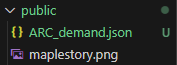 public
{} ARC_demand.json U
maplestory.png